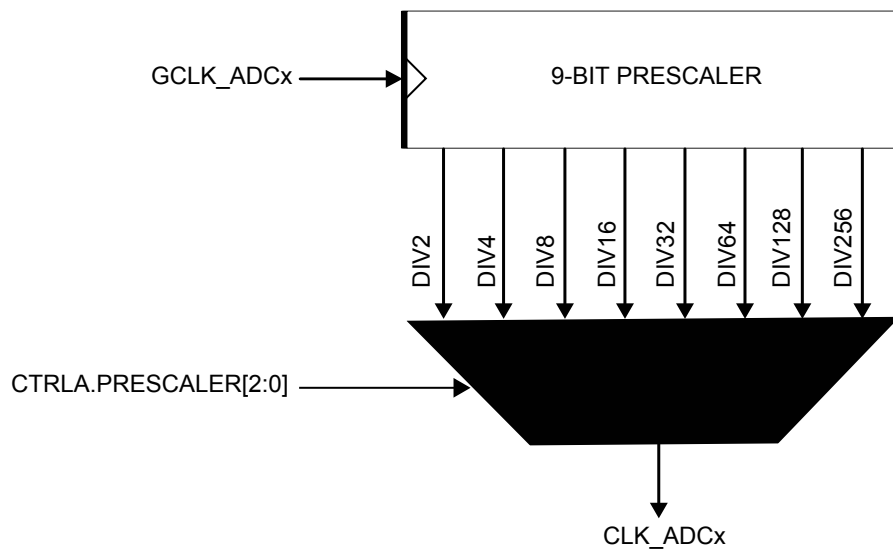 9-BIT PRESCALER
GCLK_ADCx
DIV2
DIV4
DIV8
DIV16
DIV32
DIV64
DIV128
DIV256
CTRLA.PRESCALER[2:0]
CLK_ADCx